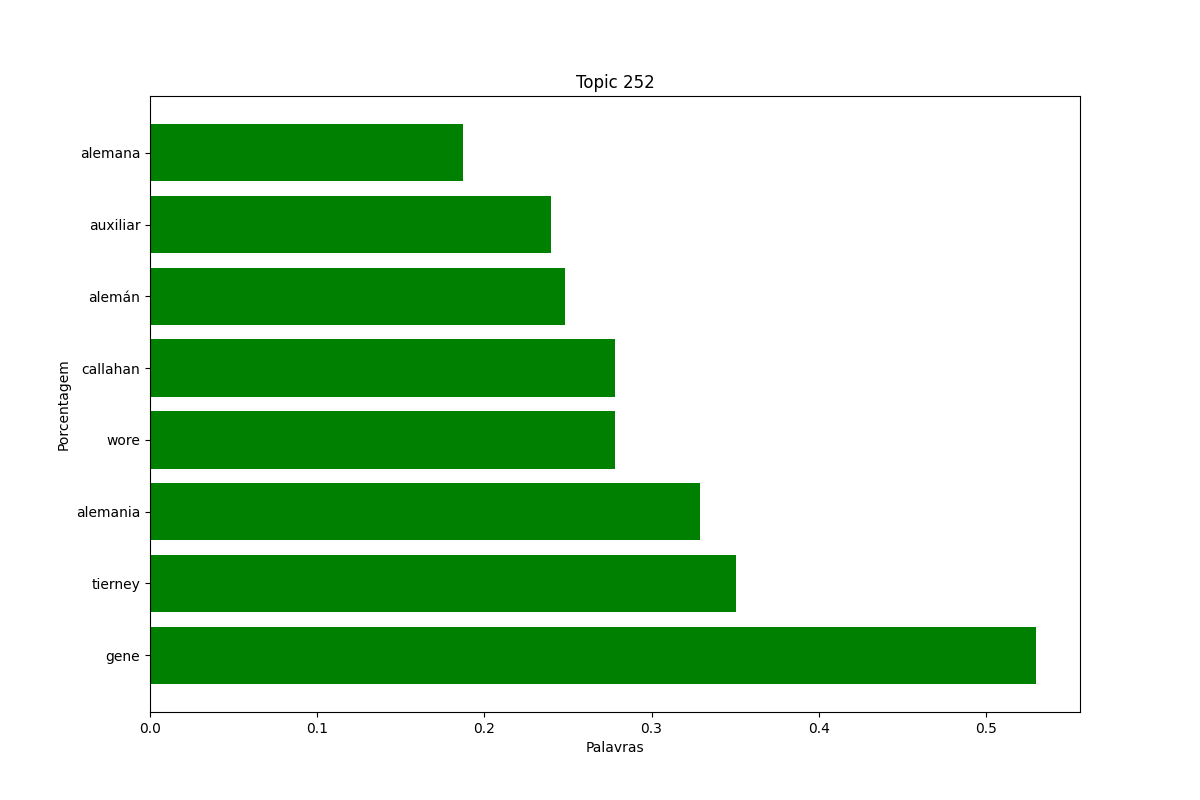 Topic 252
alemana
auxiliar
alemán
callahan
wore
alemania
tierney
gene
Porcentagem
0.0 0.1 0.2 0.3 0.4 0.5
Palavras